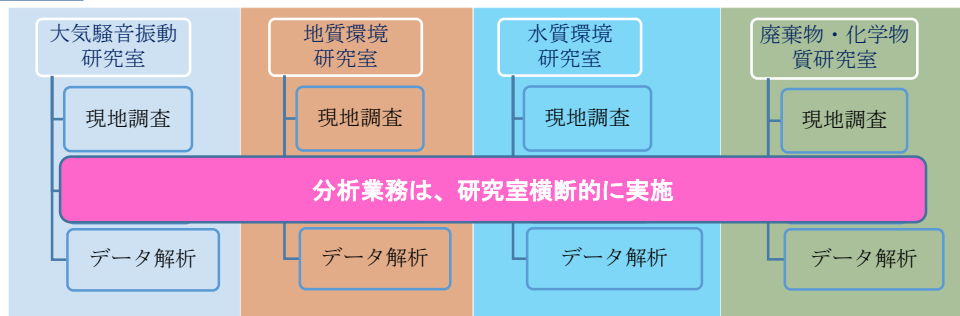 大気騒音振動
研究室
地質環境
研究室
水質環境
研究室
廃棄物・化学物
質研究室
現地調査
現地調査
現地調査
現地調査
分析業務は、研究室横断的に実施
データ解析
データ解析
データ解析
データ解析